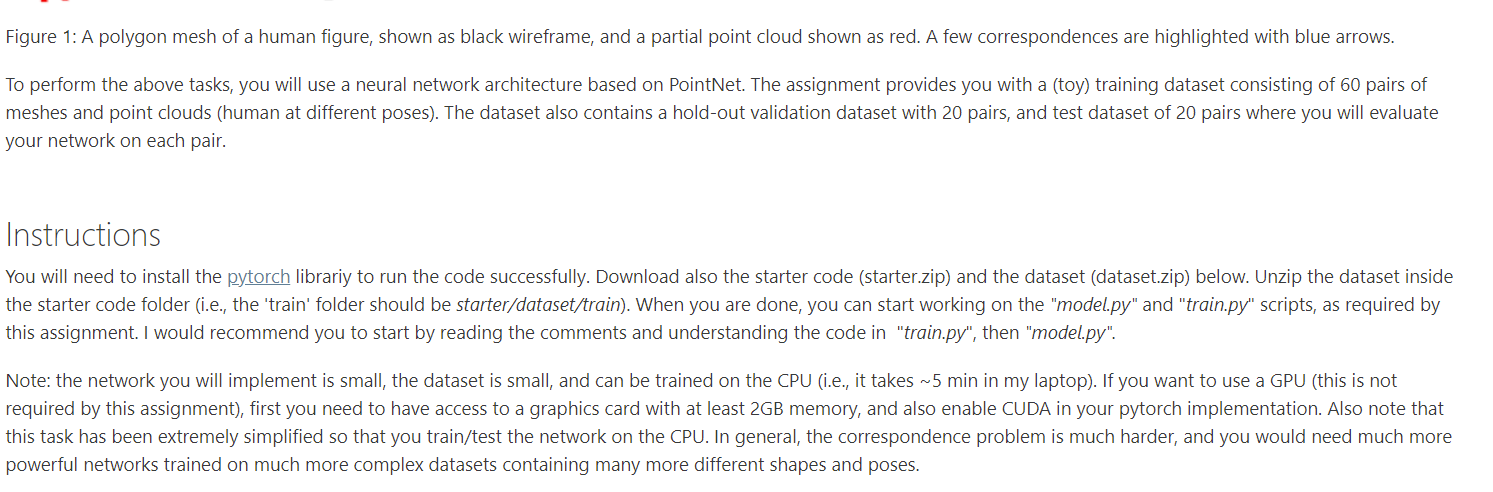 Figure 1: A polygon mesh of a human figure, shown as black wireframe, and a partial point cloud shown as red. A few correspondences are highlighted with blue arrows.
To perform the above tasks, you will use a neural network architecture based on PointNet. The assignment provides you with a (toy) training dataset consisting of 60 pairs of
meshes and point clouds (human at different poses). The dataset also contains a hold-out validation dataset with 20 pairs, and test dataset of 20 pairs where you will evaluate
your network on each pair.
Instructions
You will need to install the pytorch librariy to run the code successfully. Download also the starter code (starter.zip) and the dataset (dataset.zip) below. Unzip the dataset inside
the starter code folder (i.e., the 'train' folder should be starter/dataset/train). When you are done, you can start working on the "model.py" and "train.py" scripts, as required by
this assignment. I would recommend you to start by reading the comments and understanding the code in "train.py", then "model.py".
Note: the network you will implement is small, the dataset is small, and can be trained on the CPU (i.e., it takes ~5 min in my laptop). If you want to use a GPU (this is not
required by this assignment), first you need to have access to a graphics card with at least 2GB memory, and also enable CUDA in your pytorch implementation. Also note that
this task has been extremely simplified so that you train/test the network on the CPU. In general, the correspondence problem is much harder, and you would need much more
powerful networks trained on much more complex datasets containing many more different shapes and poses.